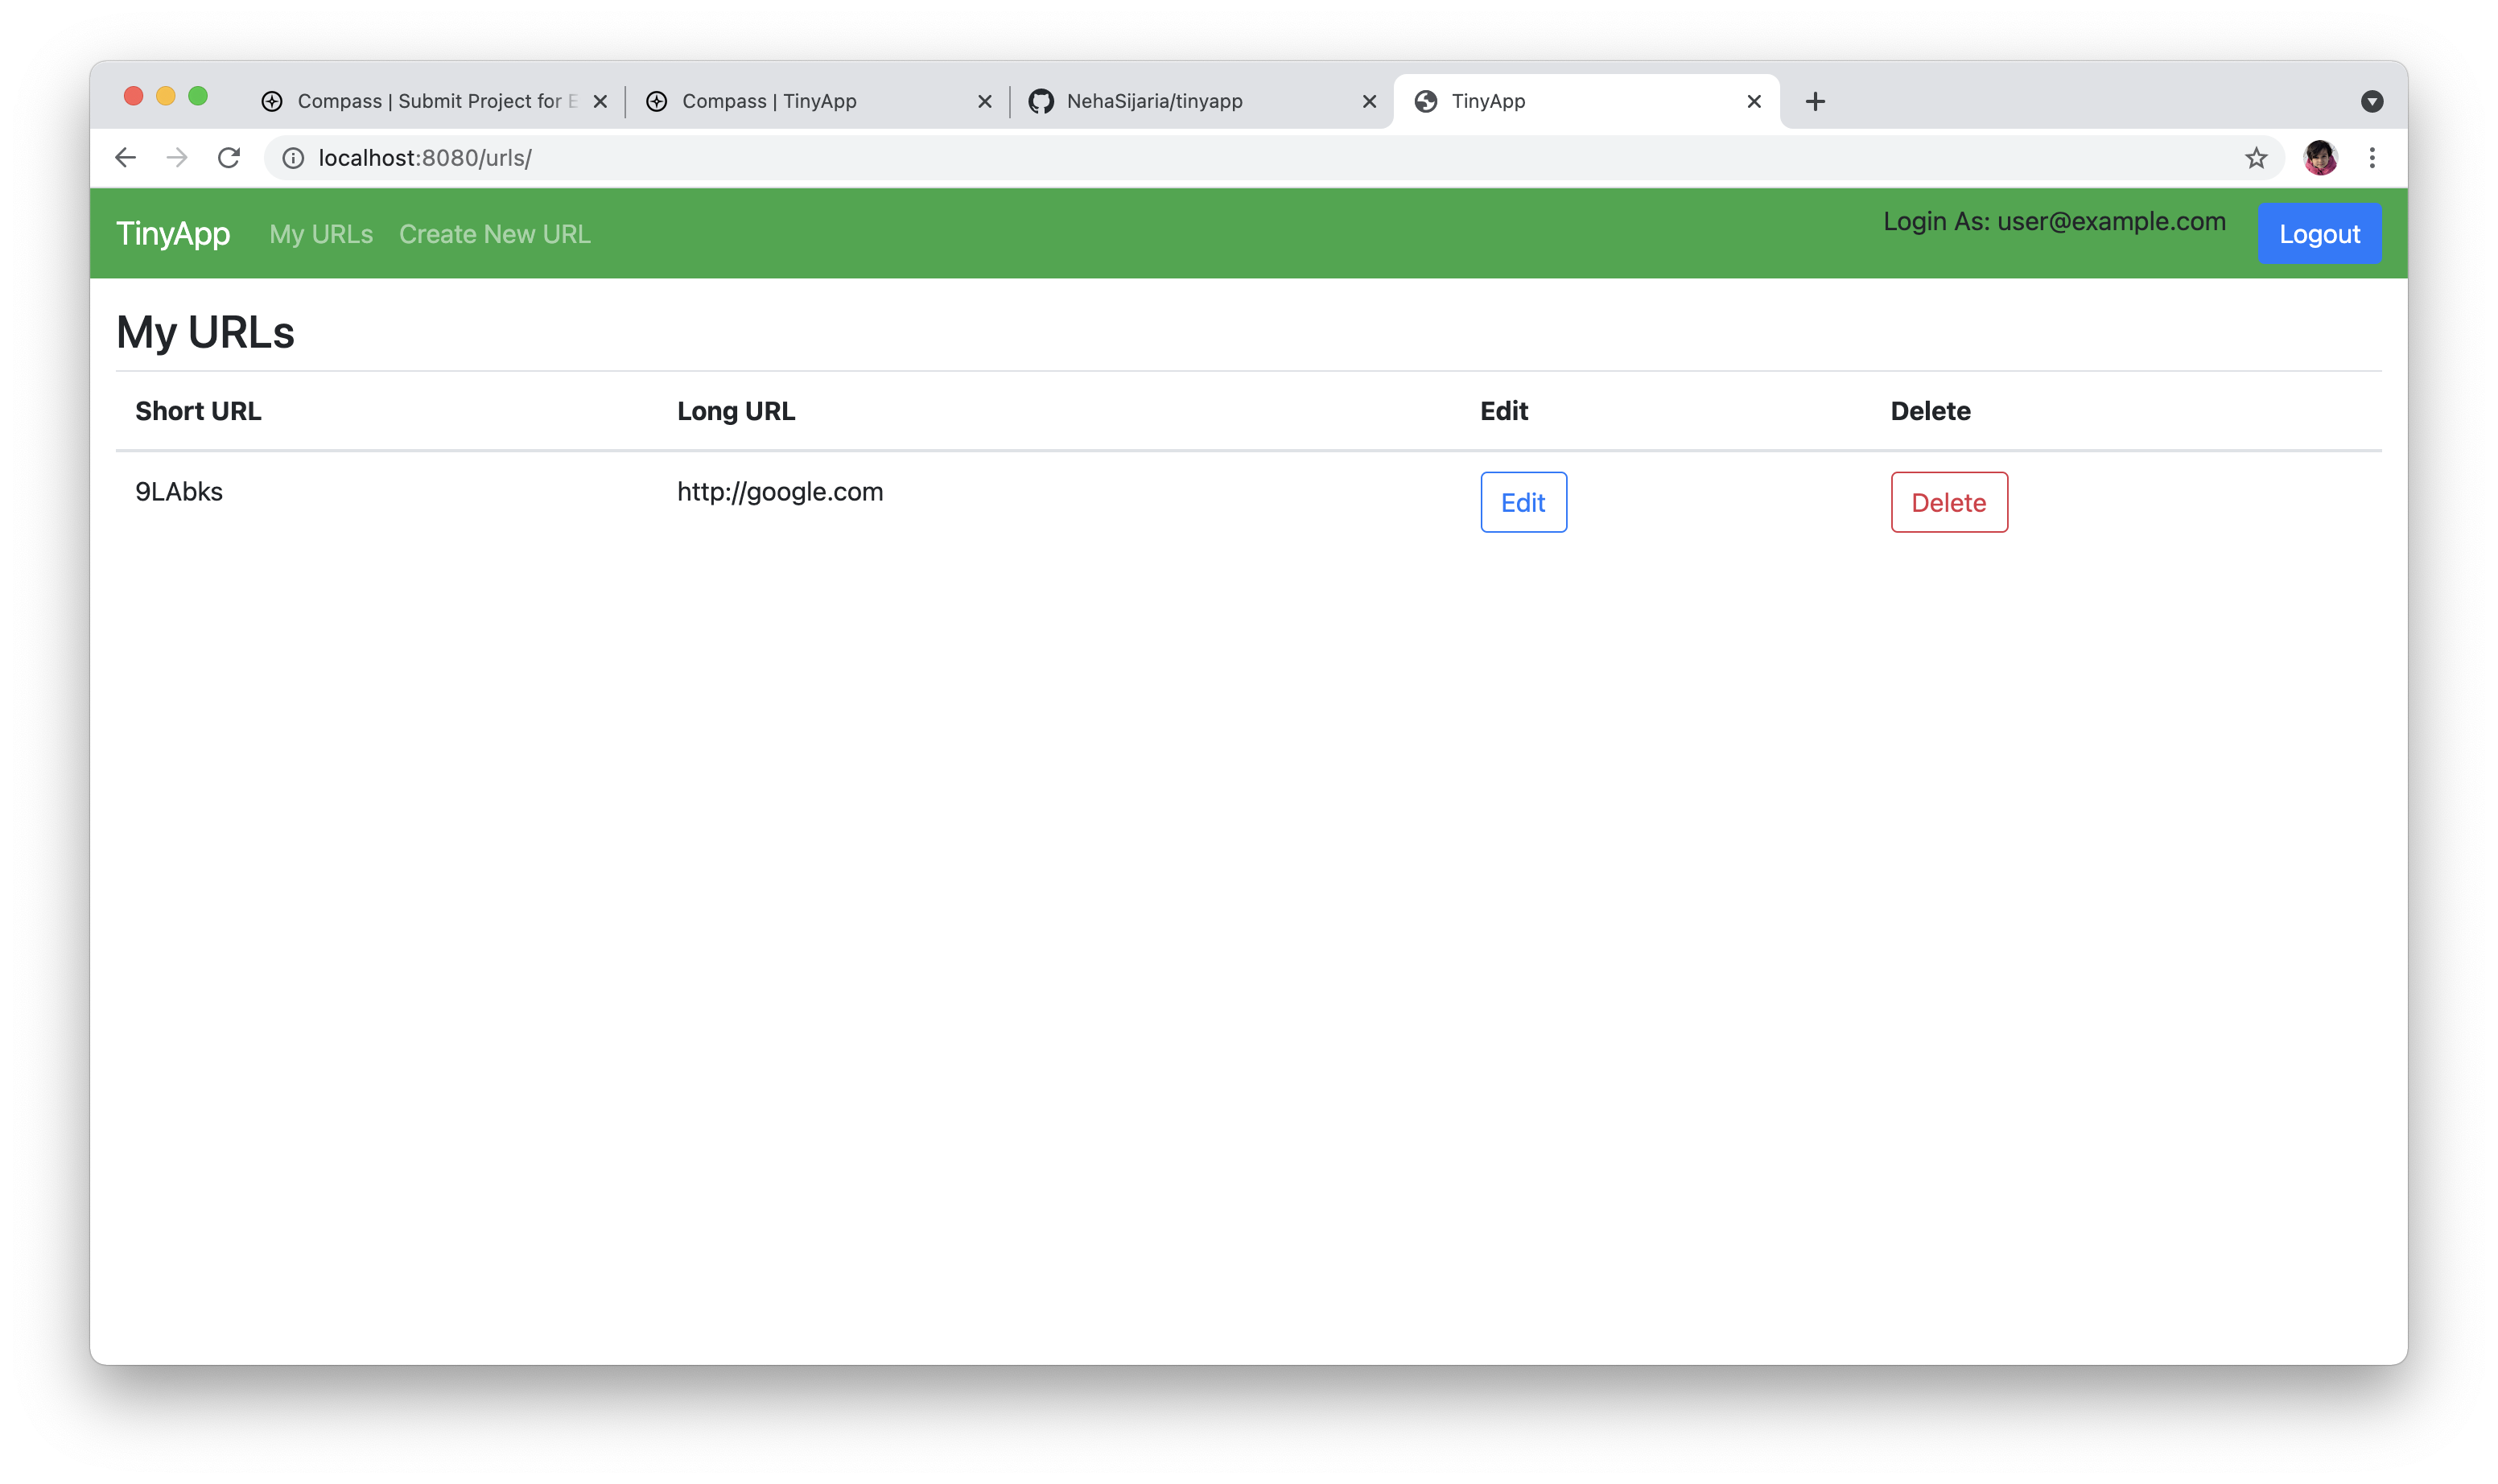 Compass | Submit Project for E
Compass | TinyApp
NehaSijaria/tinyapp
TinyApp
localhost:8080/urls/
TinyApp My URLs Create New URL Login As: user@example.com Logout
My URLs
Short URL Long URL Edit Delete
9LAbks http://google.com Edit Delete